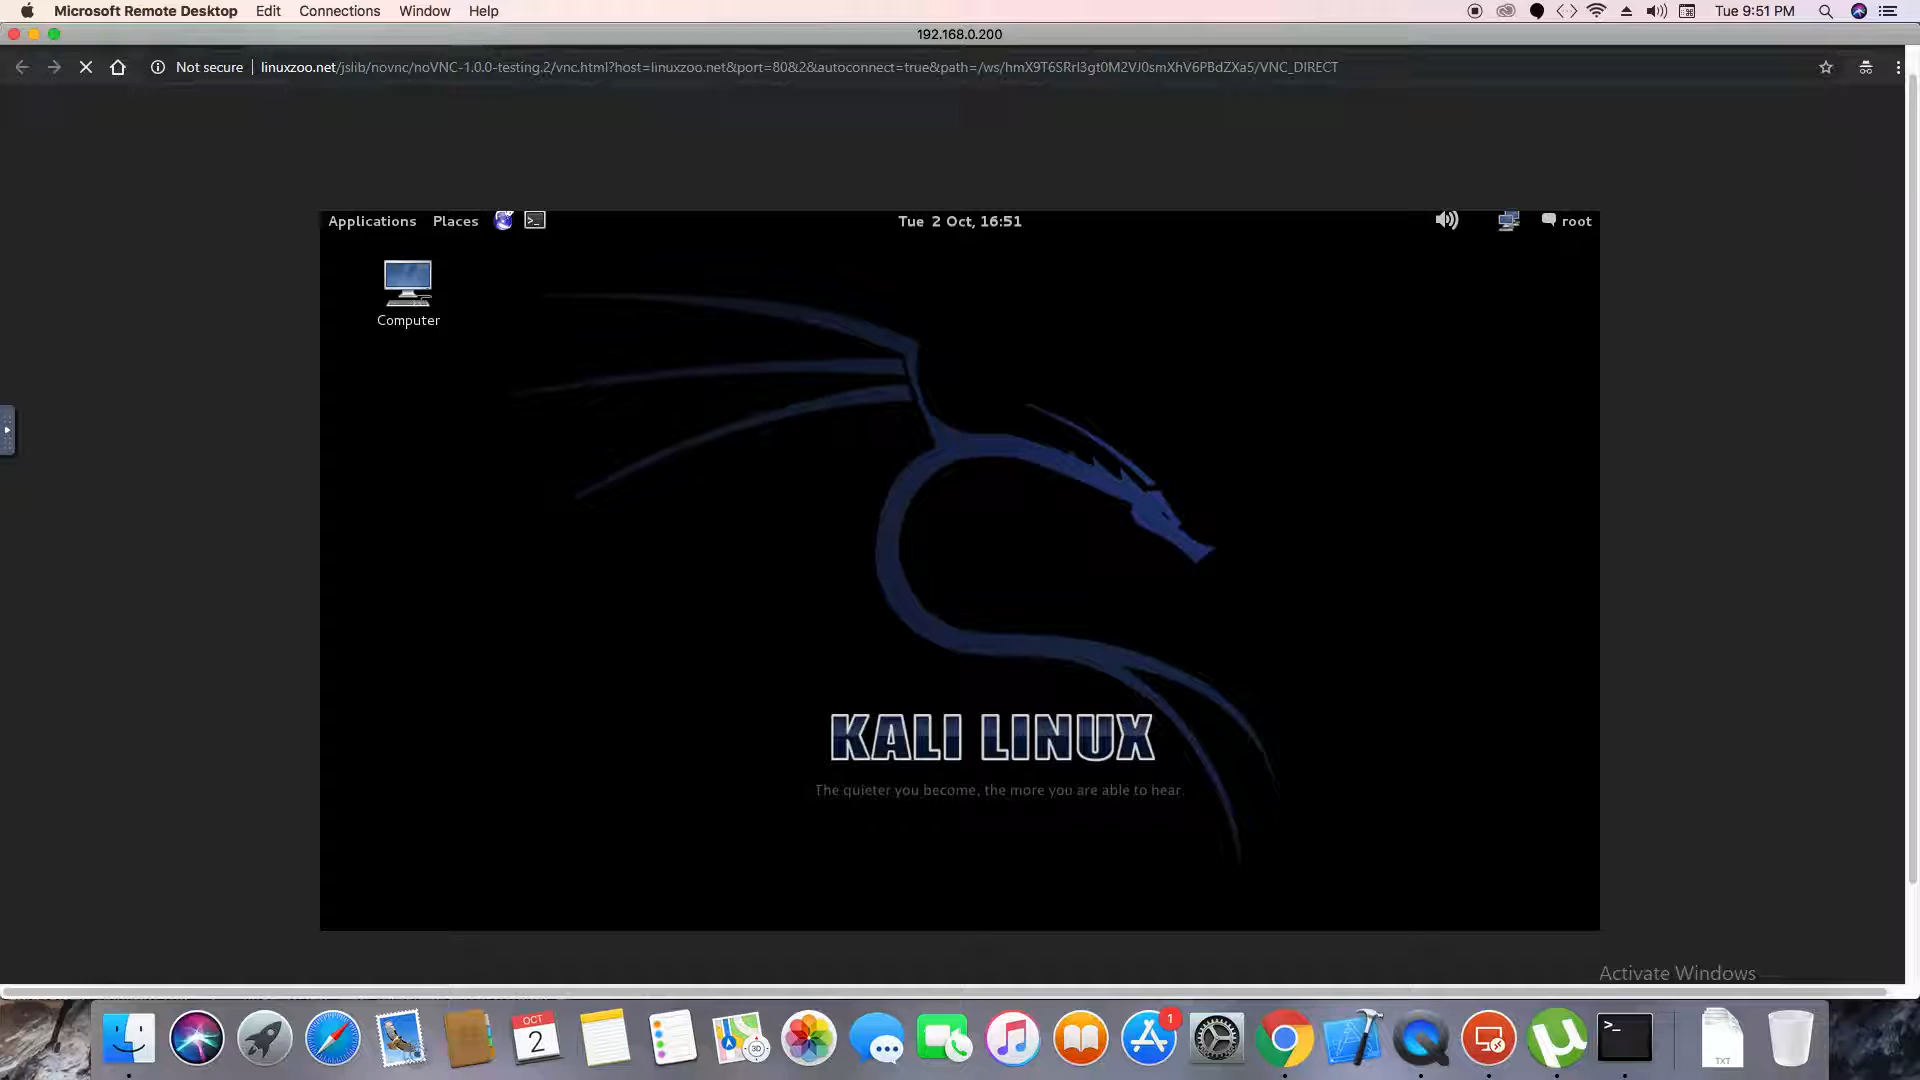 Microsoft Remote Desktop Edit Connections Window Help Tue 9:51 PM
192.168.0.200
Not secure linuxzoo.net/jslib/novnc/noVNC-1.0.0-testing.2/vnc.html?host=linuxzoo.net&port=80&2&autoconnect=true&path=/ws/hmX9T6SRrl3gt0M2VJ0smXhV6PBdZXa5/VNC_DIRECT
Applications Places Tue 2 Oct, 16:51 root
Computer
KALI LINUX
The quieter you become, the more you are able to hear.
Activate Windows
OCT
2
3D
1
TXT